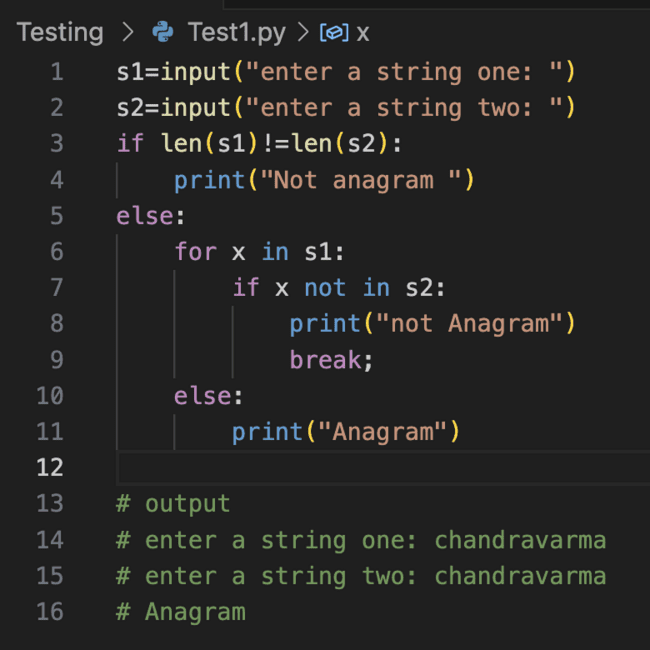 Testing > Test1.py > x
1 s1=input("enter a string one: ")
2 s2=input("enter a string two: ")
3 if len(s1)!=len(s2):
4     print("Not anagram ")
5 else:
6     for x in s1:
7         if x not in s2:
8             print("not Anagram")
9             break;
10     else:
11         print("Anagram")
12
13 # output
14 # enter a string one: chandravarma
15 # enter a string two: chandravarma
16 # Anagram